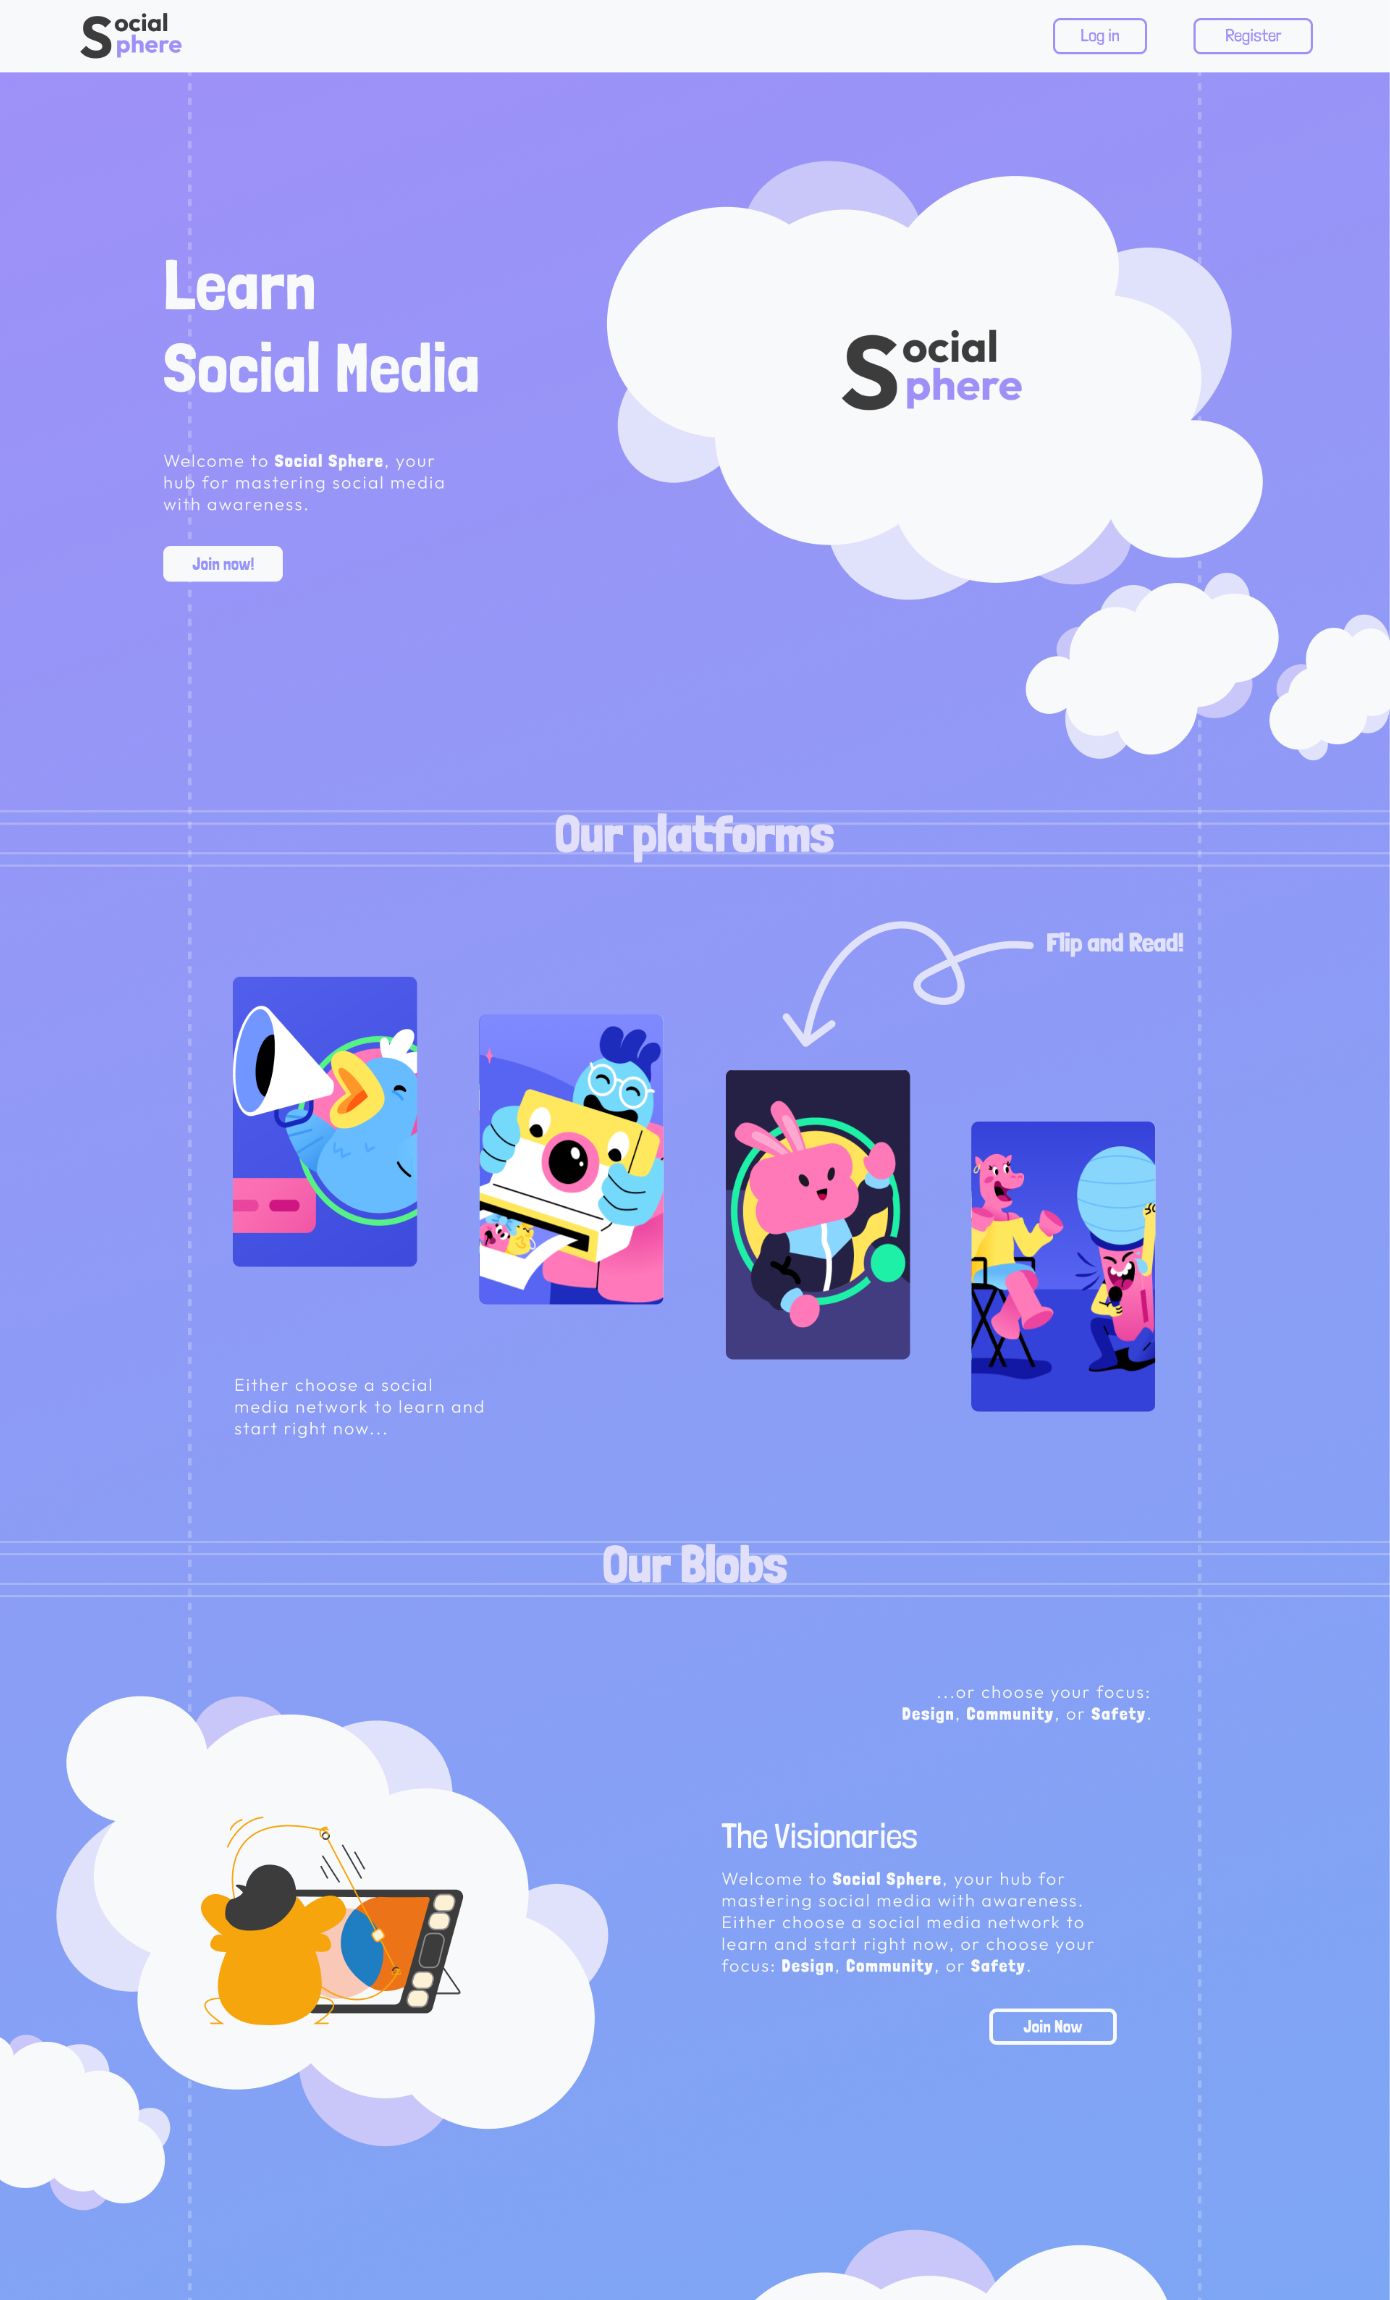 Social
Sphere
Log in
Register
Learn
Social Media
Social
Sphere
Welcome to Social Sphere, your
hub for mastering social media
with awareness.
Join now!
Our platforms
Flip and Read!
Either choose a social
media network to learn and
start right now...
Our Blobs
...or choose your focus:
Design, Community, or Safety.
The Visionaries
Welcome to Social Sphere, your hub for
mastering social media with awareness.
Either choose a social media network to
learn and start right now, or choose your
focus: Design, Community, or Safety.
Join Now